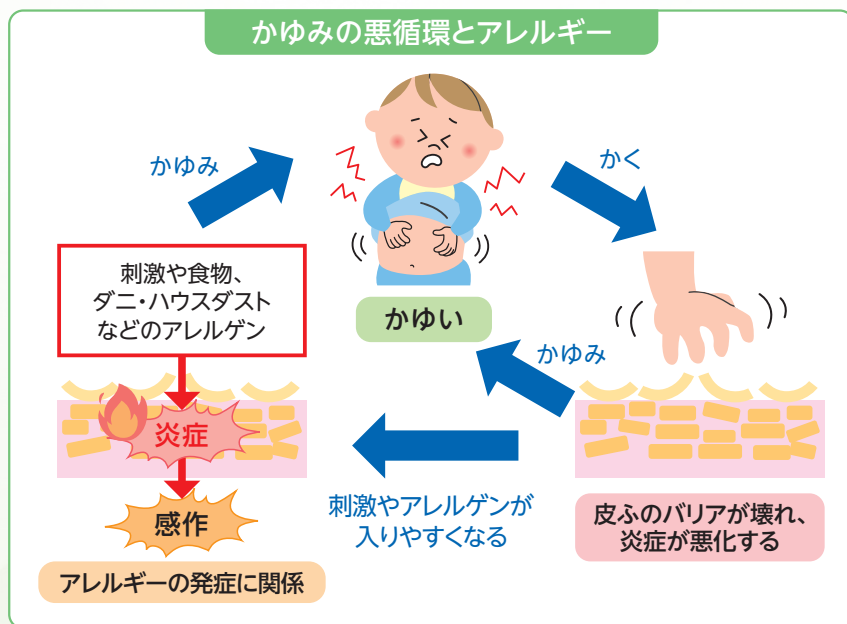 かゆみの悪循環とアレルギー
かゆみ
かく
刺激や食物、
ダニ・ハウスダスト
などのアレルゲン
かゆい
かゆみ
炎症
感作
刺激やアレルゲンが
入りやすくなる
皮ふのバリアが壊れ、
炎症が悪化する
アレルギーの発症に関係